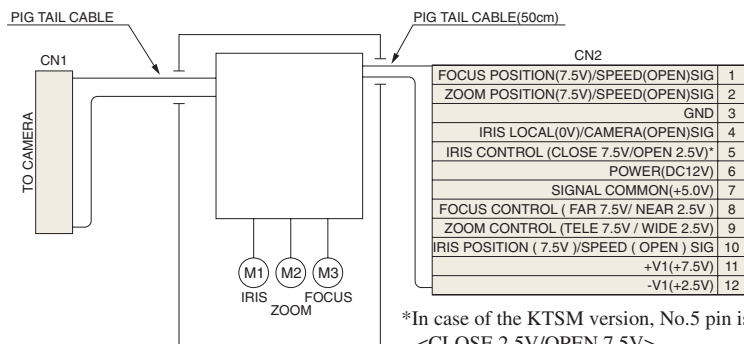 PIG TAIL CABLE
PIG TAIL CABLE(50cm)
CN1
TO CAMERA
CN2
FOCUS POSITION(7.5V)/SPEED(OPEN)SIG 1
ZOOM POSITION(7.5V)/SPEED(OPEN)SIG 2
GND 3
IRIS LOCAL(0V)/CAMERA(OPEN)SIG 4
IRIS CONTROL (CLOSE 7.5V/OPEN 2.5V)* 5
POWER(DC12V) 6
SIGNAL COMMON(+5.0V) 7
FOCUS CONTROL ( FAR 7.5V/ NEAR 2.5V ) 8
ZOOM CONTROL (TELE 7.5V / WIDE 2.5V) 9
IRIS POSITION ( 7.5V )/SPEED ( OPEN ) SIG 10
+V1(+7.5V) 11
-V1(+2.5V) 12
M1 M2 M3
IRIS ZOOM FOCUS
*In case of the KTSM version, No.5 pin is
<CLOSE 2.5V/OPEN 7.5V>